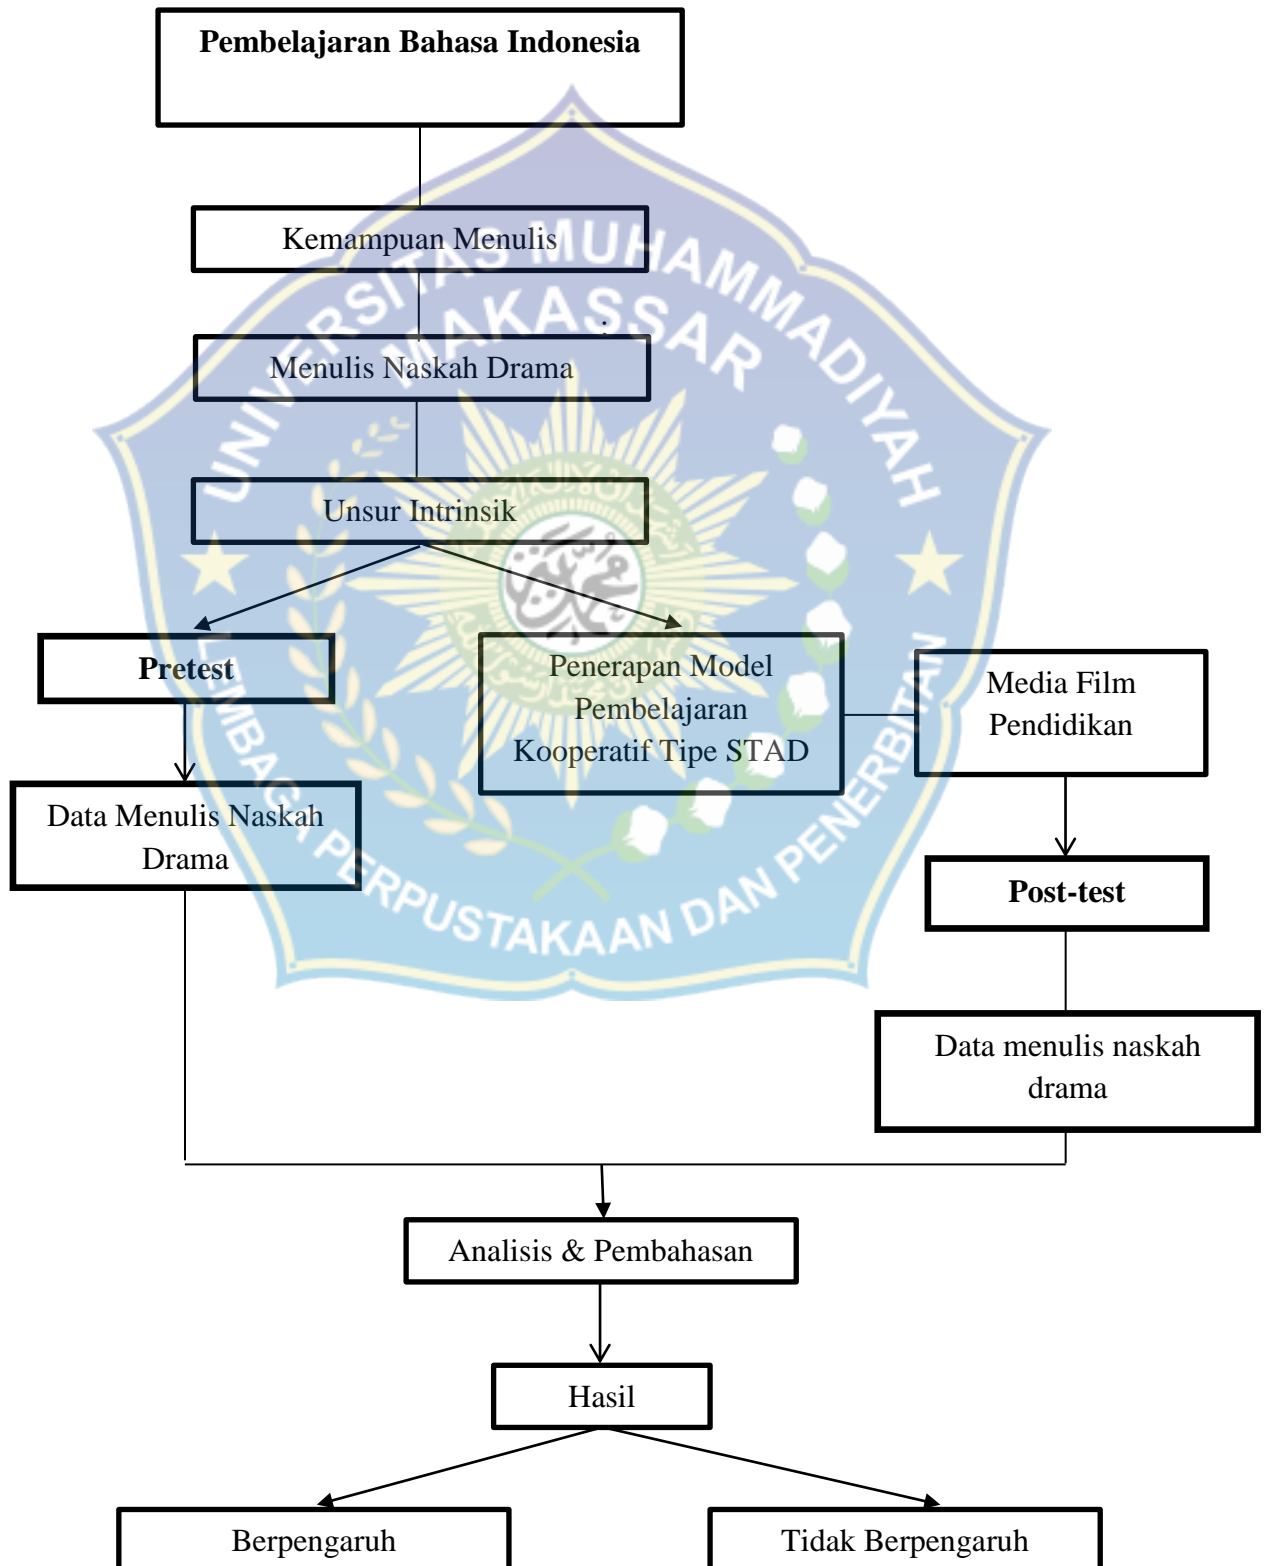 Pembelajaran Bahasa Indonesia
Kemampuan Menulis
:
Menulis Naskah Drama
Unsur Intrinsik
Pretest
Penerapan Model
Pembelajaran
Kooperatif Tipe STAD
Media Film
Pendidikan
Data Menulis Naskah
Drama
Post-test
Data menulis naskah
drama
Analisis & Pembahasan
Hasil
Berpengaruh
Tidak Berpengaruh
UNIVERSITAS MUHAMMADIYAH
MAKASSAR
LEMBAGA PERPUSTAKAAN DAN PENERBITAN